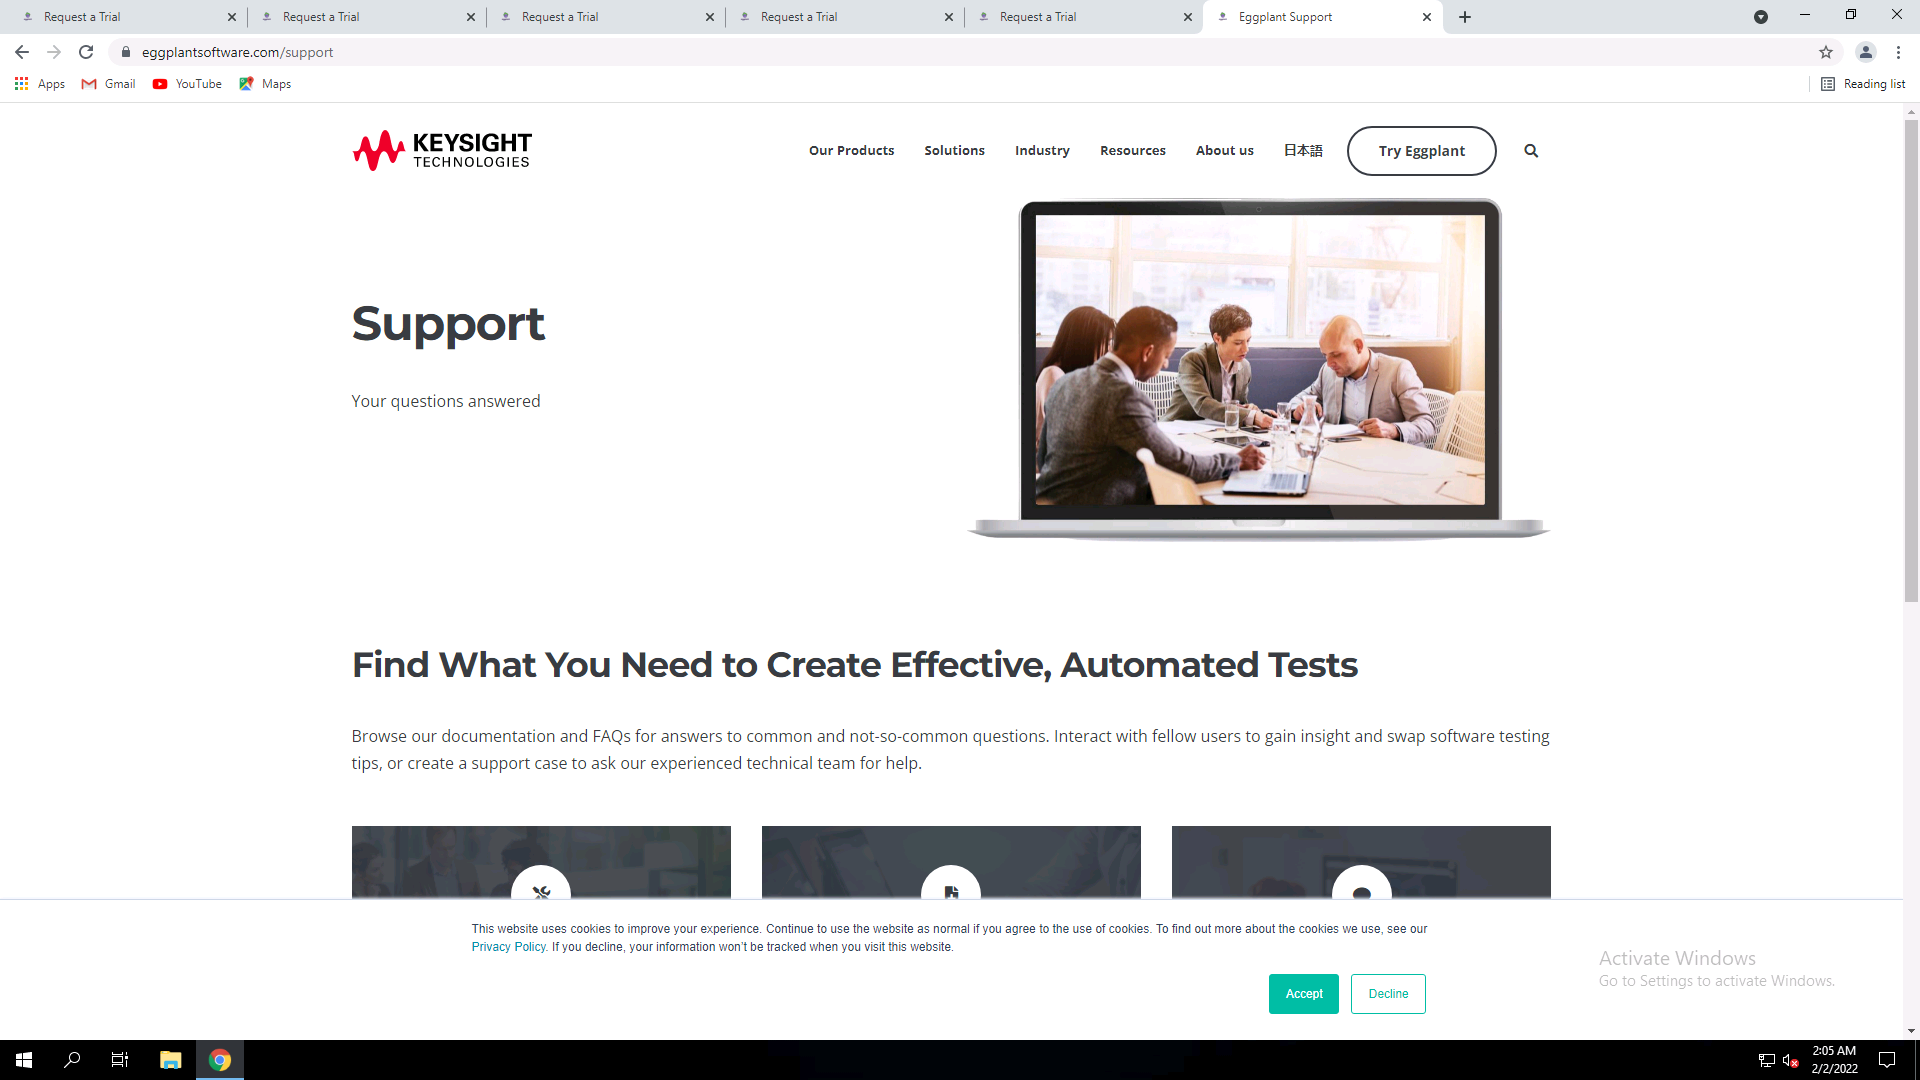 Request a Trial
Request a Trial
Request a Trial
Request a Trial
Request a Trial
Eggplant Support
eggplantsoftware.com/support
Apps
Gmail
YouTube
Maps
Reading list
KEYSIGHT
TECHNOLOGIES
Our Products
Solutions
Industry
Resources
About us
日本語
Try Eggplant
Support
Your questions answered
Find What You Need to Create Effective, Automated Tests
Browse our documentation and FAQs for answers to common and not-so-common questions. Interact with fellow users to gain insight and swap software testing
tips, or create a support case to ask our experienced technical team for help.
This website uses cookies to improve your experience. Continue to use the website as normal if you agree to the use of cookies. To find out more about the cookies we use, see our
Privacy Policy. If you decline, your information won't be tracked when you visit this website.
Accept
Decline
Activate Windows
Go to Settings to activate Windows.
2:05 AM
2/2/2022